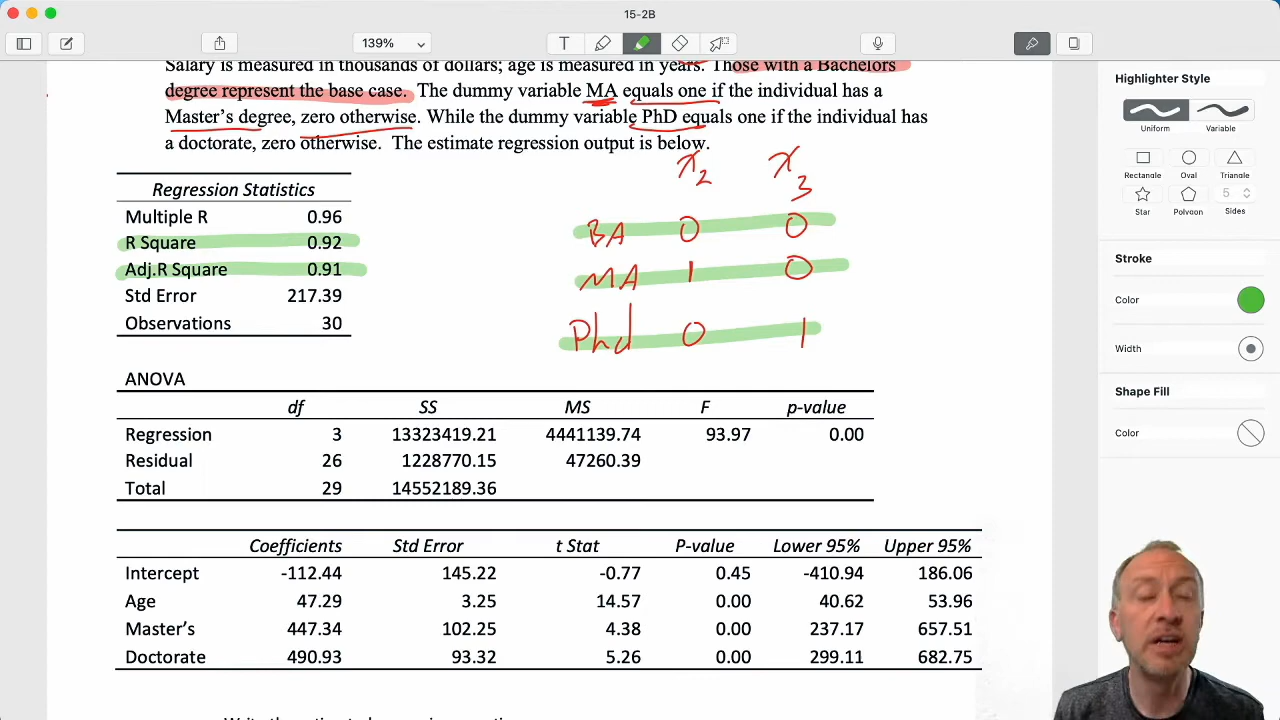 15-2B
139%
T
Salary is measured in thousands of dollars; age is measured in years. Those with a Bachelors
degree represent the base case. The dummy variable MA equals one if the individual has a
Master's degree, zero otherwise. While the dummy variable PhD equals one if the individual has
a doctorate, zero otherwise. The estimate regression output is below.
x2 x3
BA 0 0
MA 1 0
Phd 0 1
Regression Statistics
Multiple R 0.96
R Square 0.92
Adj.R Square 0.91
Std Error 217.39
Observations 30
ANOVA
df SS MS F p-value
Regression 3 13323419.21 4441139.74 93.97 0.00
Residual 26 1228770.15 47260.39
Total 29 14552189.36
Coefficients Std Error t Stat P-value Lower 95% Upper 95%
Intercept -112.44 145.22 -0.77 0.45 -410.94 186.06
Age 47.29 3.25 14.57 0.00 40.62 53.96
Master's 447.34 102.25 4.38 0.00 237.17 657.51
Doctorate 490.93 93.32 5.26 0.00 299.11 682.75
Highlighter Style
Uniform Variable
Rectangle Oval Triangle
5
Star Polygon Sides
Stroke
Color
Width
Shape Fill
Color